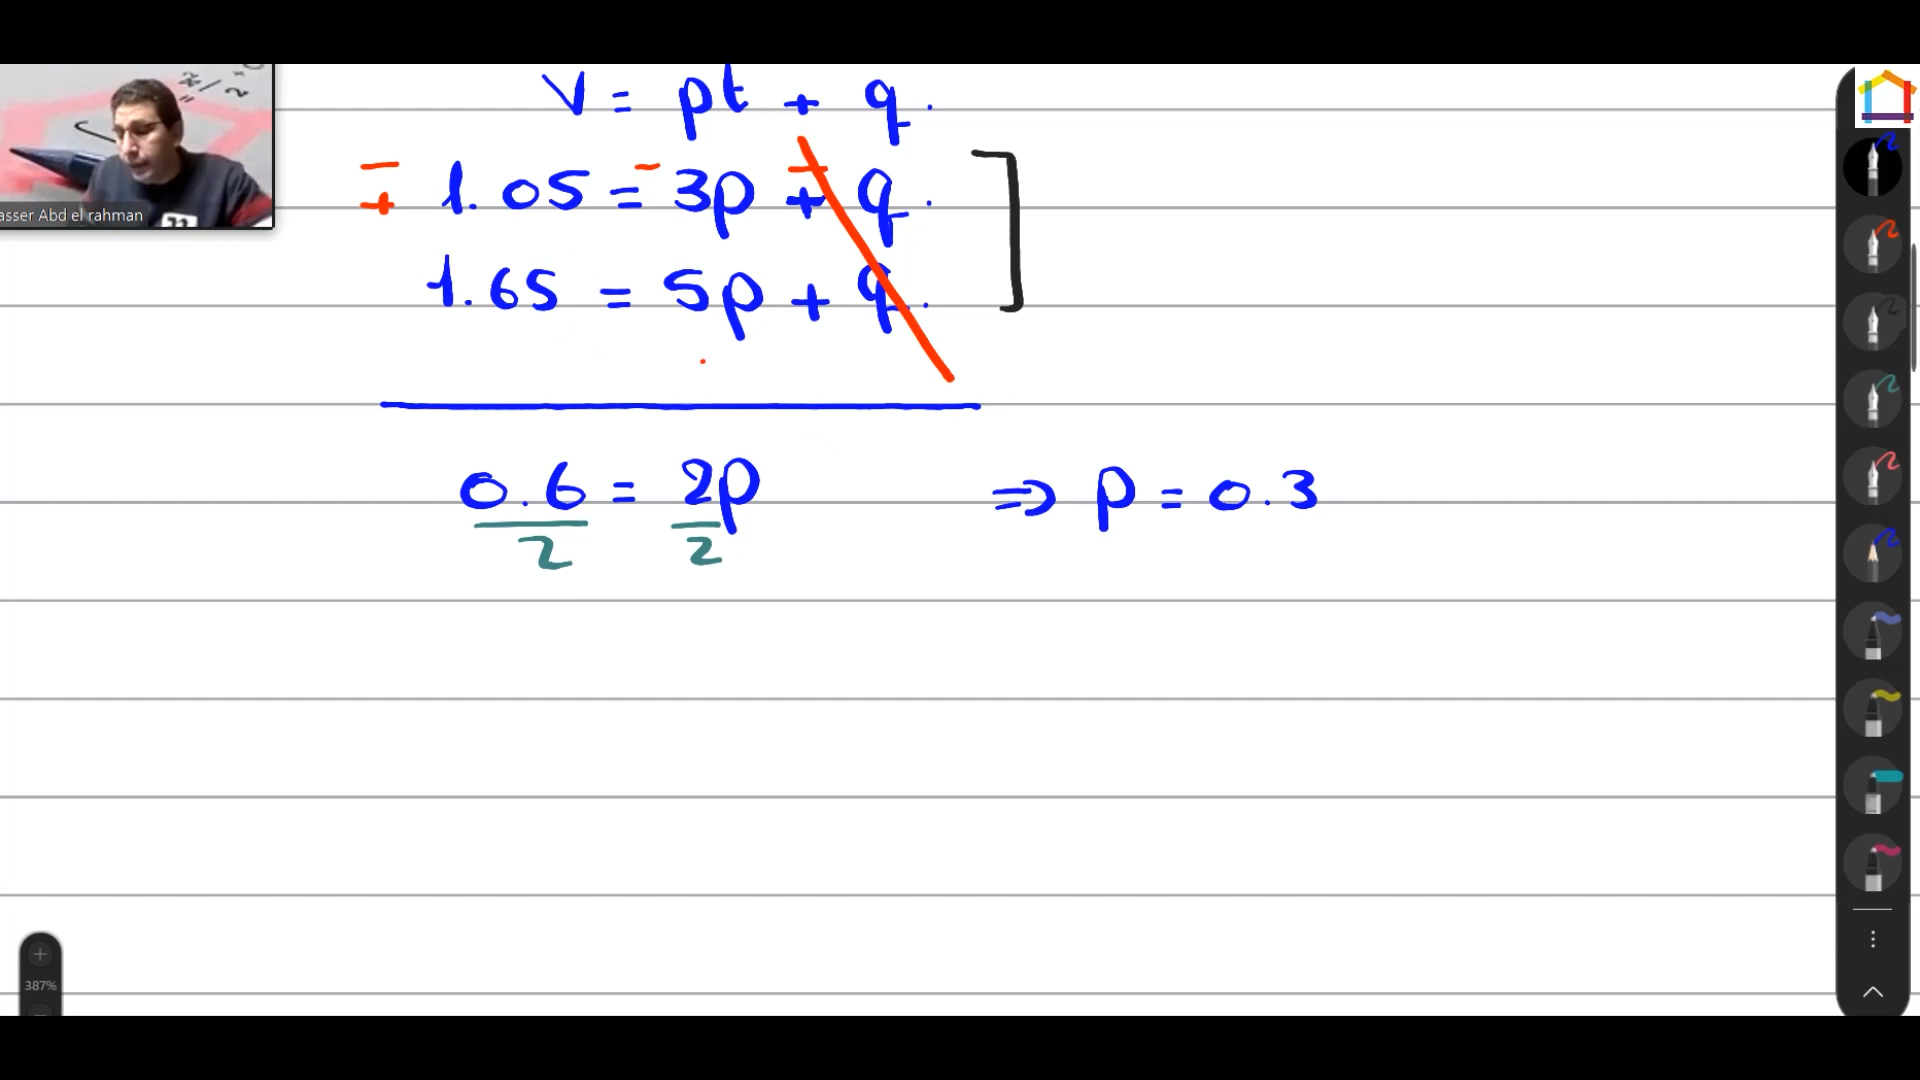 V = pt + q.
asser Abd el rahman
- - -
+ 1.05 = 3p + q.
1.65 = 5p + q.
0.6 = 2p ⇒ p = 0.3
2 2
387%